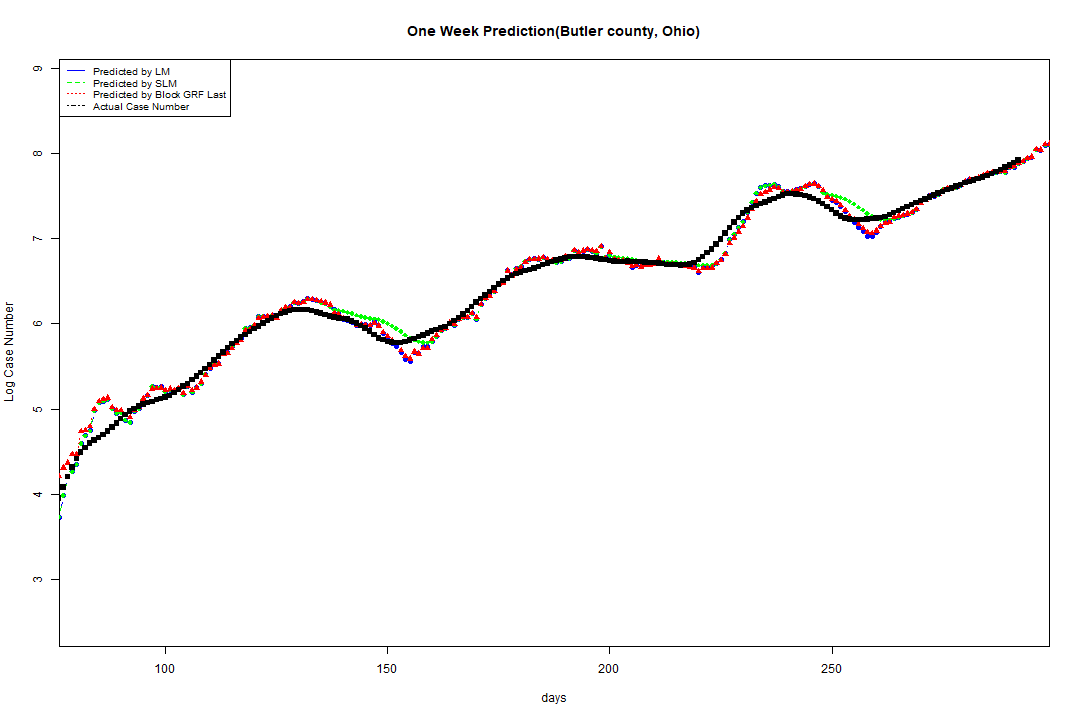 One Week Prediction(Butler county, Ohio)
Predicted by LM
Predicted by SLM
Predicted by Block GRF Last
Actual Case Number
9
8
7
6
5
4
3
Log Case Number
100 150 200 250
days